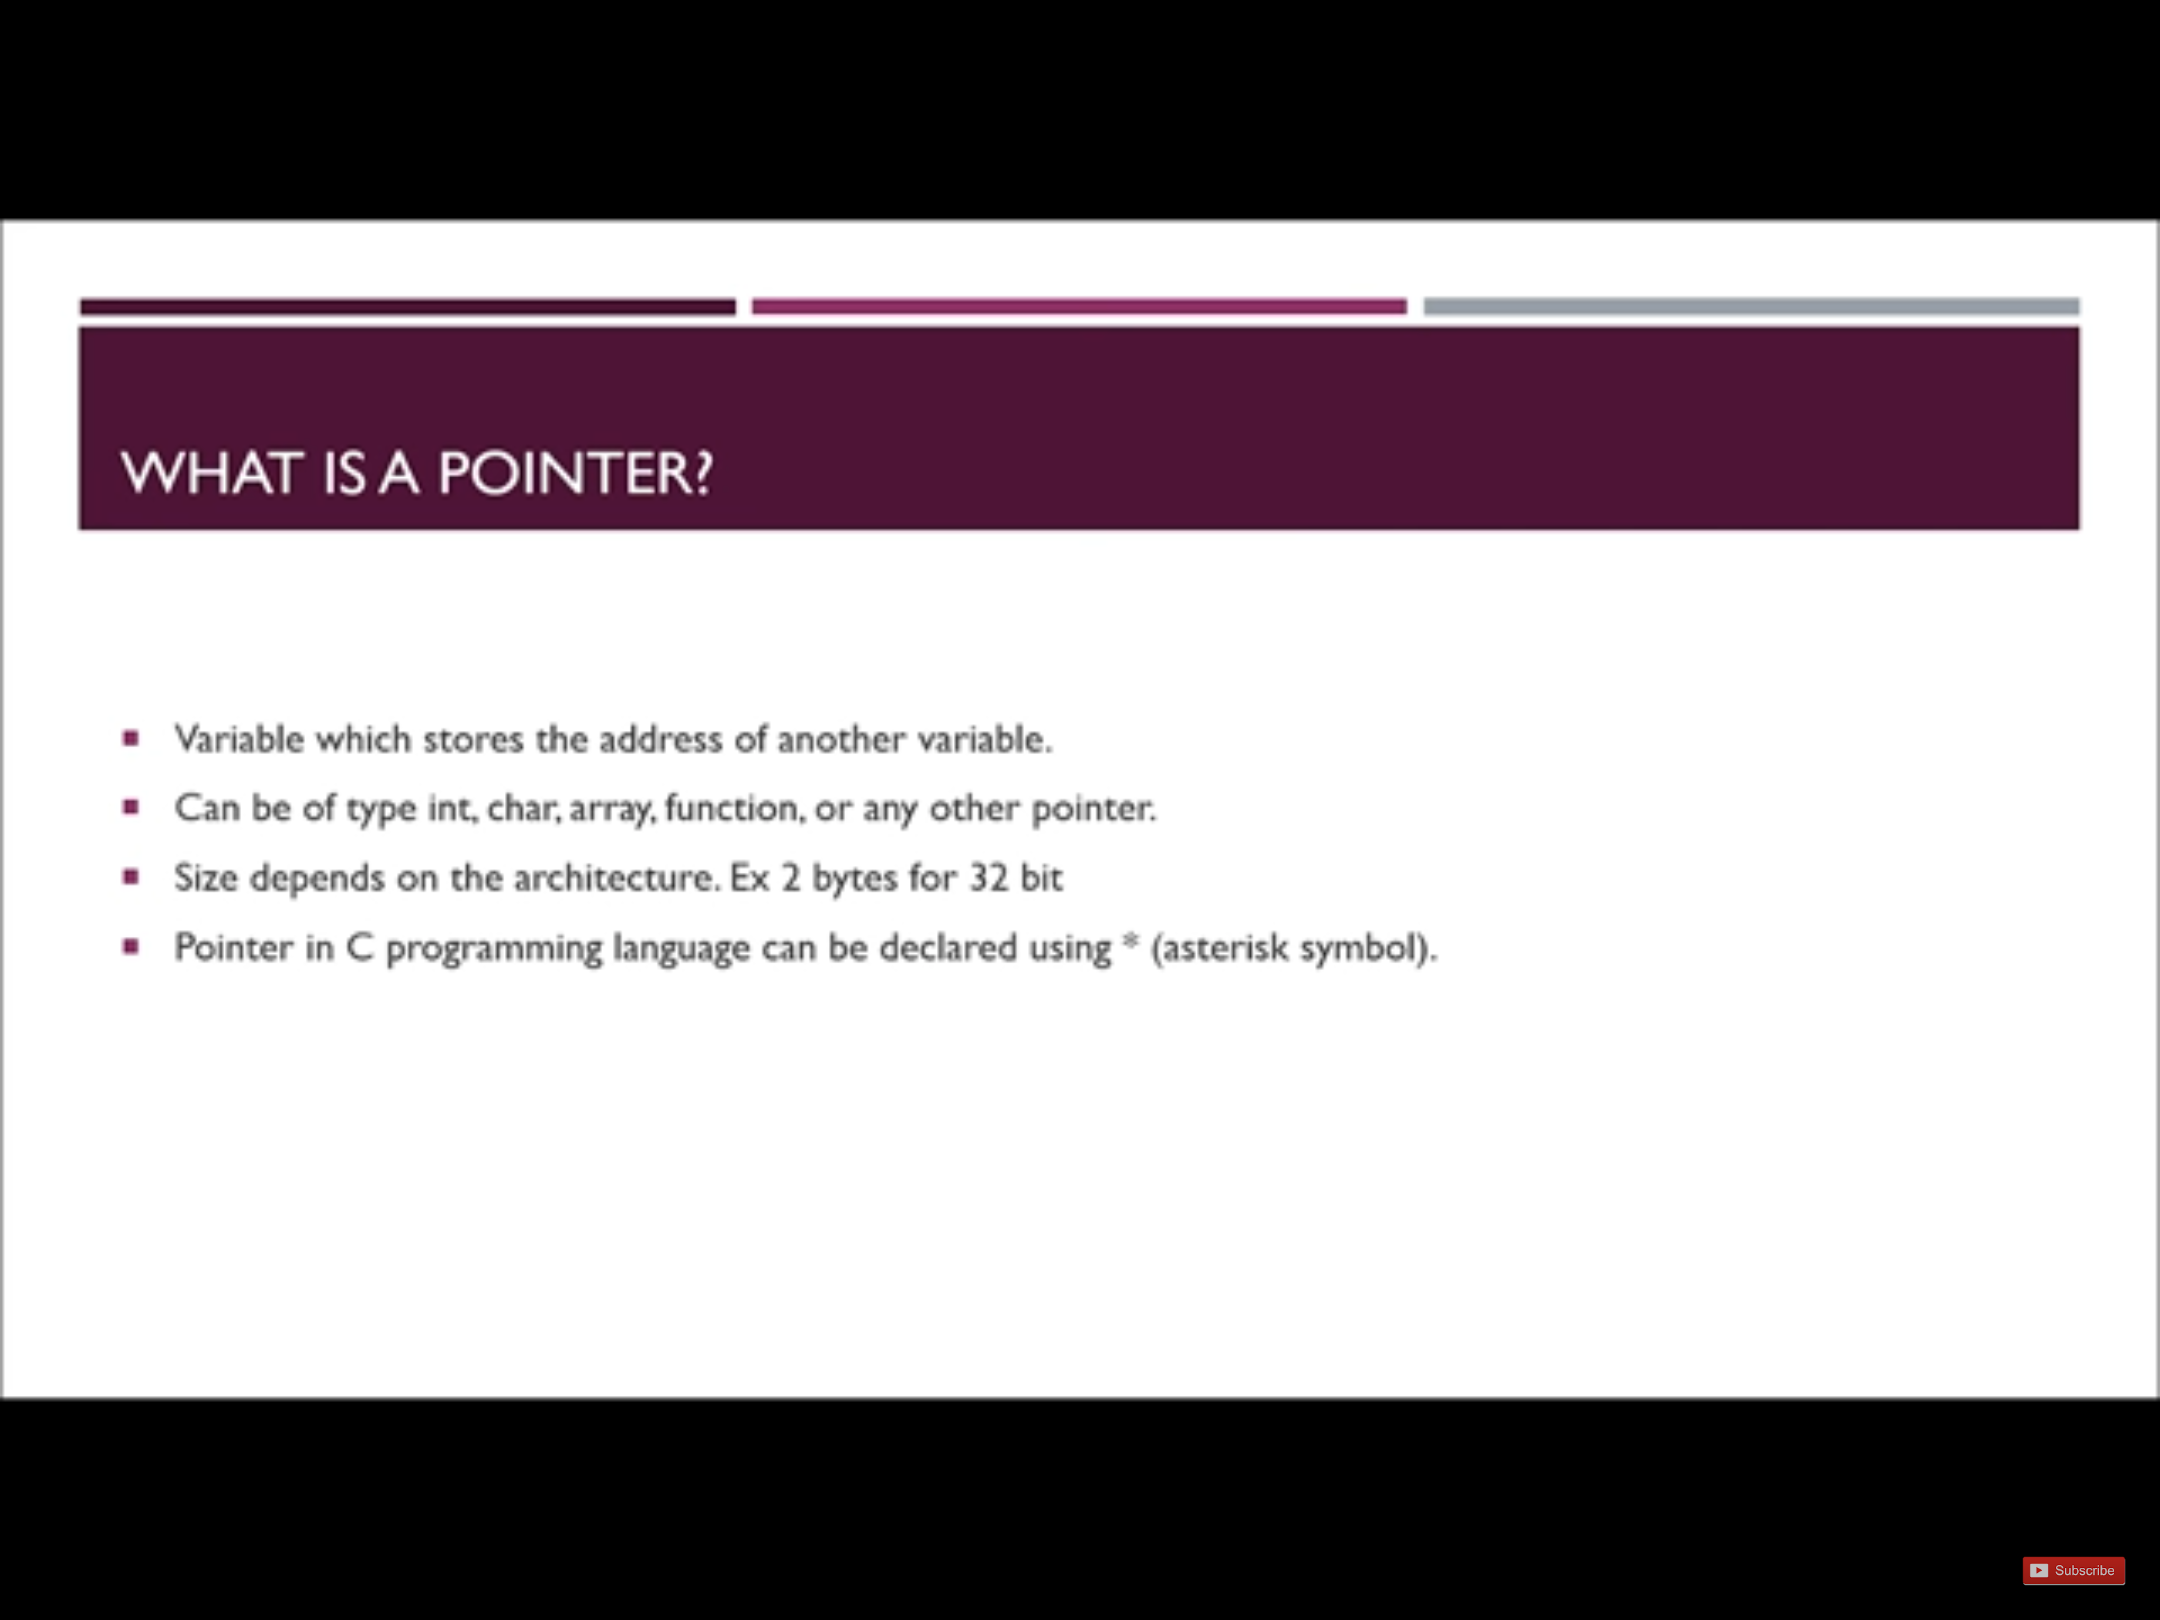 WHAT IS A POINTER?
Variable which stores the address of another variable.
Can be of type int, char, array, function, or any other pointer.
Size depends on the architecture. Ex 2 bytes for 32 bit
Pointer in C programming language can be declared using * (asterisk symbol).
Subscribe